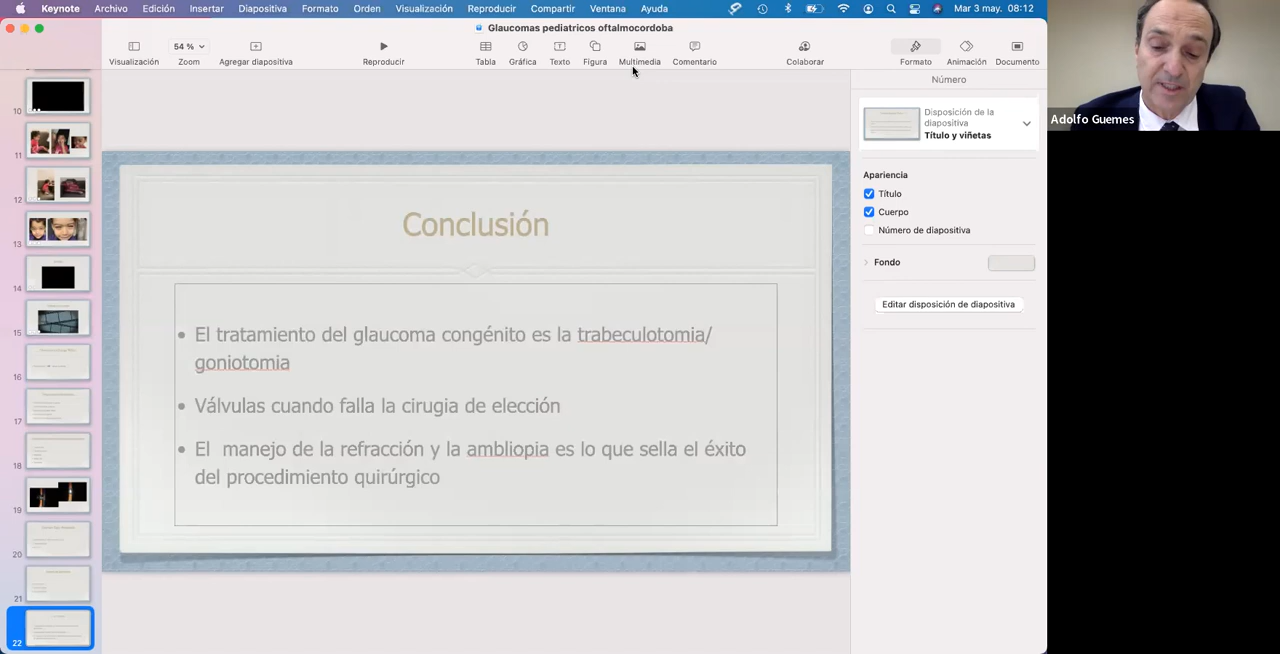 Keynote Archivo Edición Insertar Diapositiva Formato Orden Visualización Reproducir Compartir Ventana Ayuda Mar 3 may. 08:12
Glaucomas pediatricos oftalmocordoba
54 %
Visualización Zoom Agregar diapositiva Reproducir Tabla Gráfica Texto Figura Multimedia Comentario Colaborar Formato Animación Documento
Número
Disposición de la
diapositiva
Título y viñetas
Apariencia
Título
Cuerpo
Número de diapositiva
Fondo
Editar disposición de diapositiva
10
11
12
13
14
15
16
17
18
19
20
21
22
Conclusión
• El tratamiento del glaucoma congénito es la trabeculotomia/
goniotomia
• Válvulas cuando falla la cirugia de elección
• El manejo de la refracción y la ambliopia es lo que sella el éxito
del procedimiento quirúrgico
Adolfo Guemes